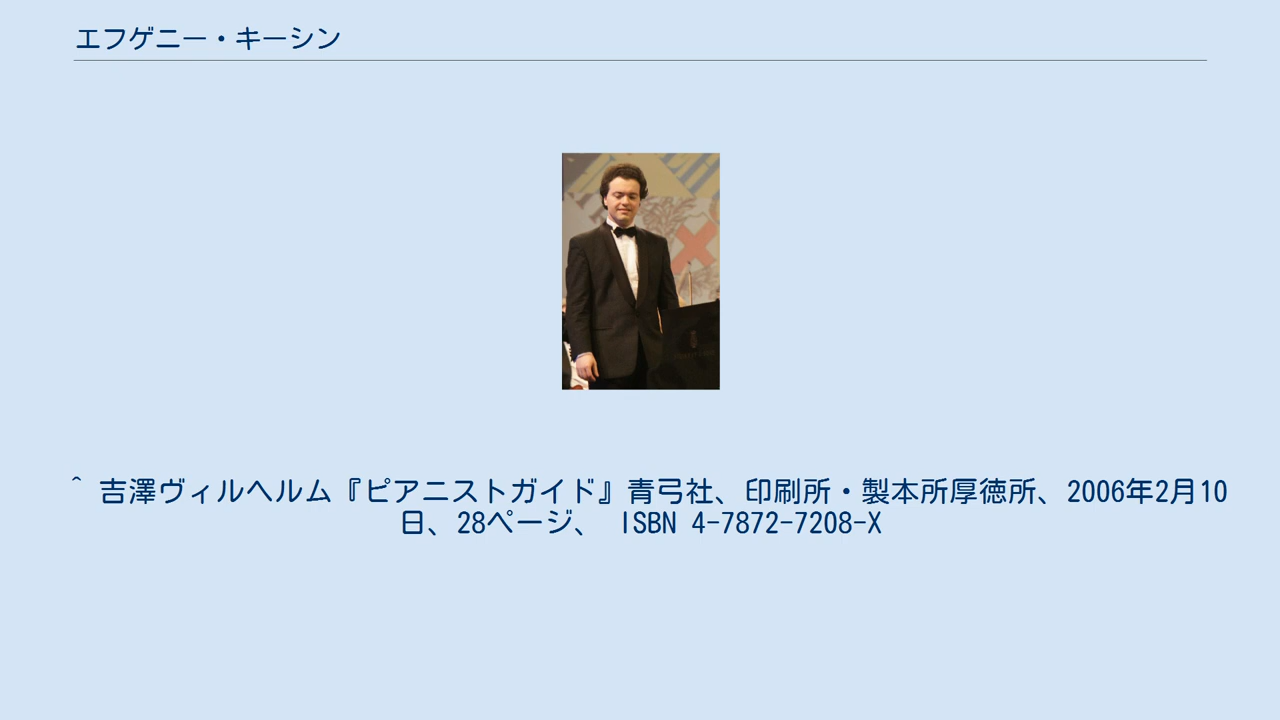 エフゲニー・キーシン
^ 吉澤ヴィルヘルム『ピアニストガイド』青弓社、印刷所・製本所厚徳所、2006年2月10
日、28ページ、 ISBN 4-7872-7208-X